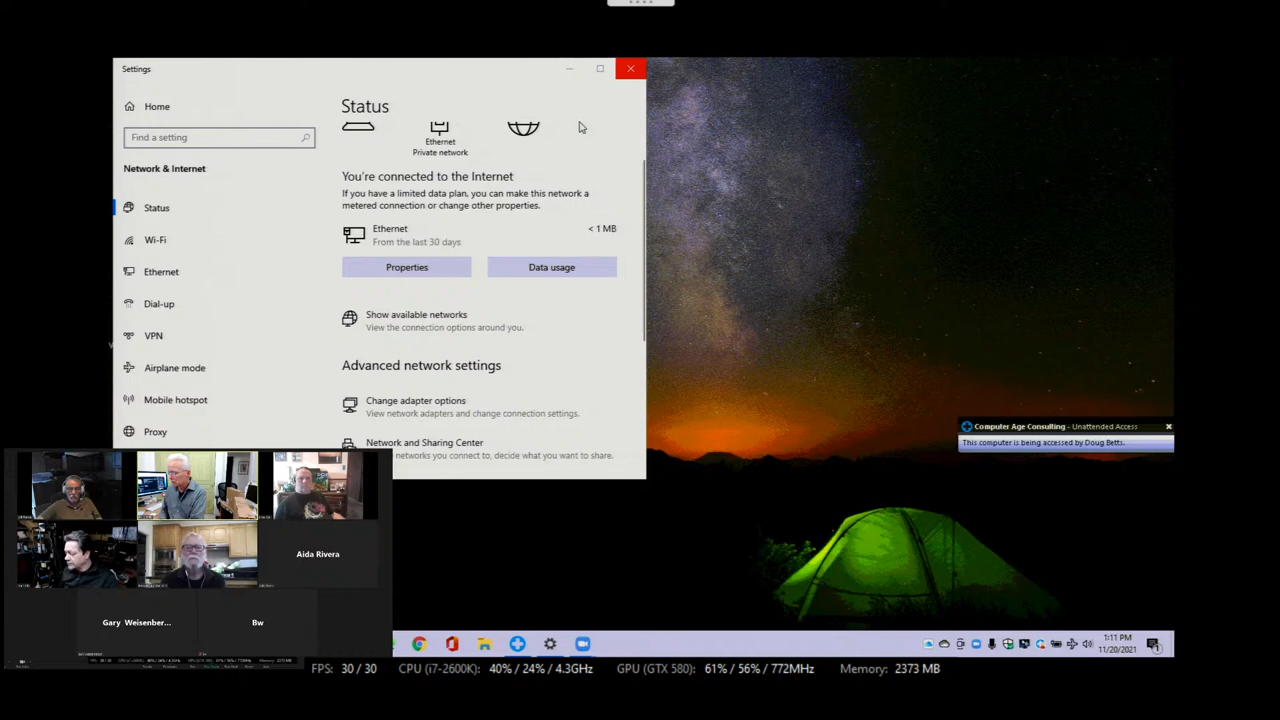 Settings
Home
Find a setting
Network & Internet
Status
Wi-Fi
Ethernet
Dial-up
VPN
Airplane mode
Mobile hotspot
Proxy
Status
Ethernet
Private network
You're connected to the Internet
If you have a limited data plan, you can make this network a
metered connection or change other properties.
Ethernet
< 1 MB
From the last 30 days
Properties
Data usage
Show available networks
View the connection options around you.
Advanced network settings
Change adapter options
View network adapters and change connection settings.
Network and Sharing Center
networks you connect to, decide what you want to share.
Computer Age Consulting - Unattended Access
This computer is being accessed by Doug Betts.
Aida Rivera
Gary Weisenber...
Bw
1:11 PM
11/20/2021
FPS: 30 / 30 CPU (i7-2600K): 40% / 24% / 4.3GHz GPU (GTX 580): 61% / 56% / 772MHz Memory: 2373 MB